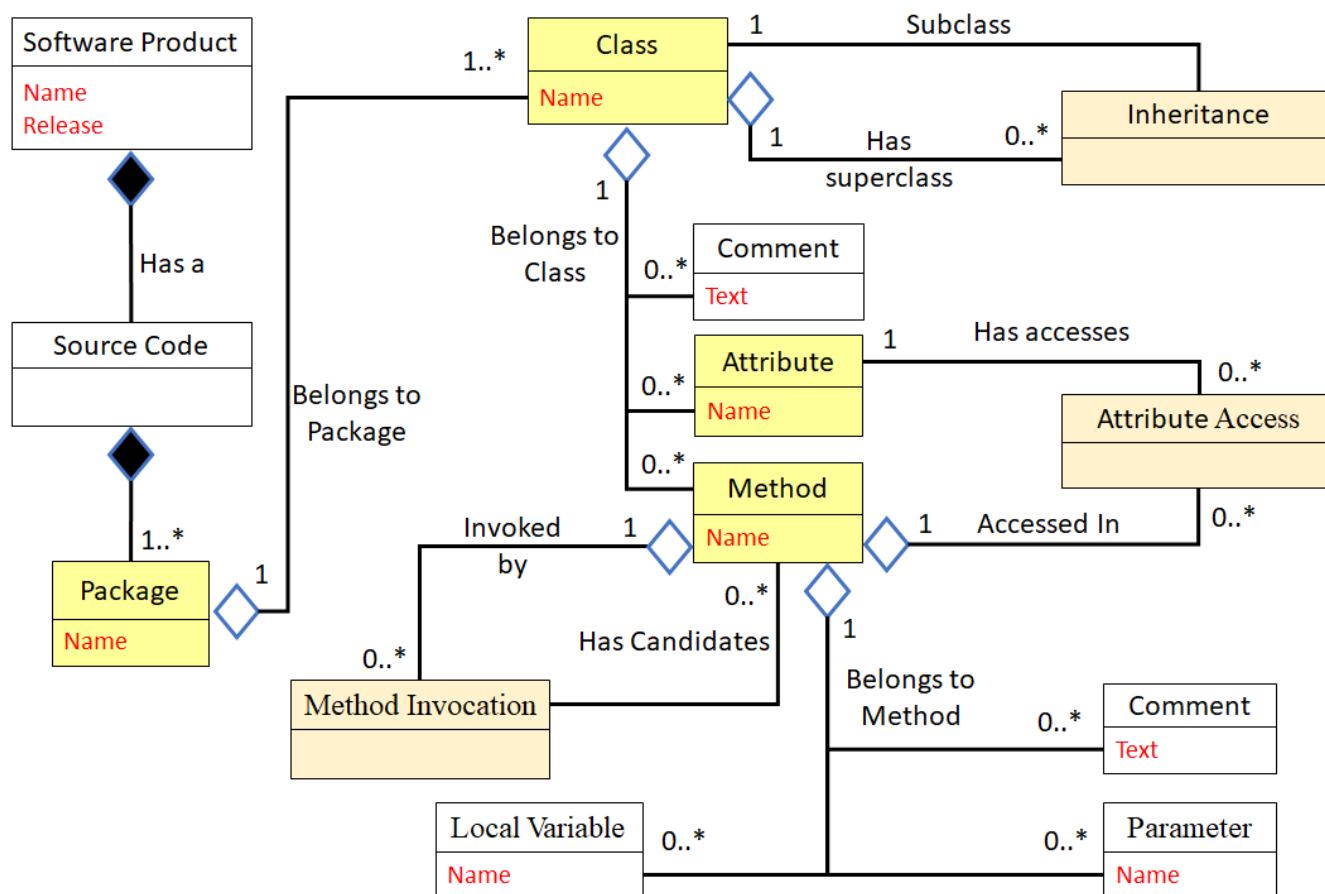 Software Product
Name
Release
Has a
Source Code
1..*
Package
Name
1
Belongs to
Package
1..*
Class
Name
1
Subclass
Inheritance
1
Has
superclass
0..*
1
Belongs to
Class
0..*
Comment
Text
0..*
Attribute
Name
1
Has accesses
0..*
Attribute Access
0..*
Method
Name
1
Accessed In
0..*
Invoked
by
1
0..*
Method Invocation
0..*
Has Candidates
1
Belongs to
Method
0..*
Comment
Text
Local Variable
Name
0..*
0..*
Parameter
Name